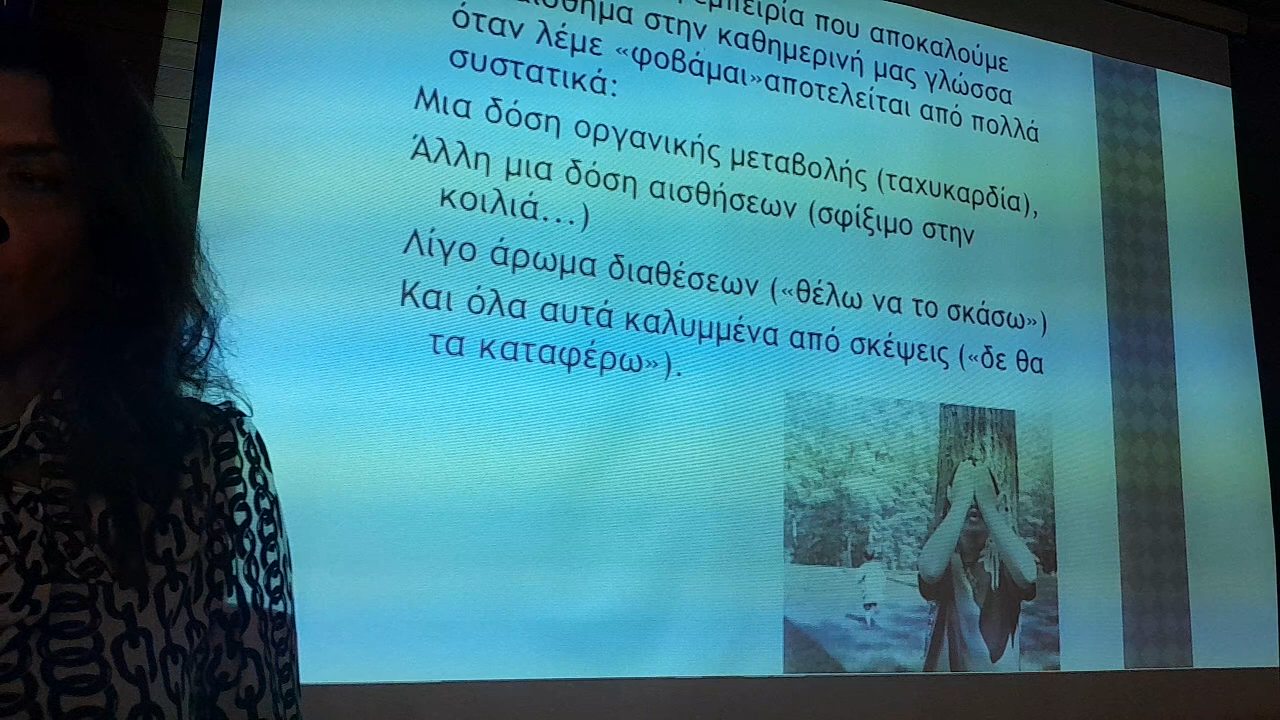 που αποκαλούμε
στην καθημερινή μας γλώσσα
όταν λέμε «φοβάμαι»αποτελείται από πολλά
συστατικά:
Μια δόση οργανικής μεταβολής (ταχυκαρδία),
Άλλη μια δόση αισθήσεων (σφίξιμο στην
κοιλιά...)
Λίγο άρωμα διαθέσεων («θέλω να το σκάσω»)
Και όλα αυτά καλυμμένα από σκέψεις («δε θα
τα καταφέρω»).